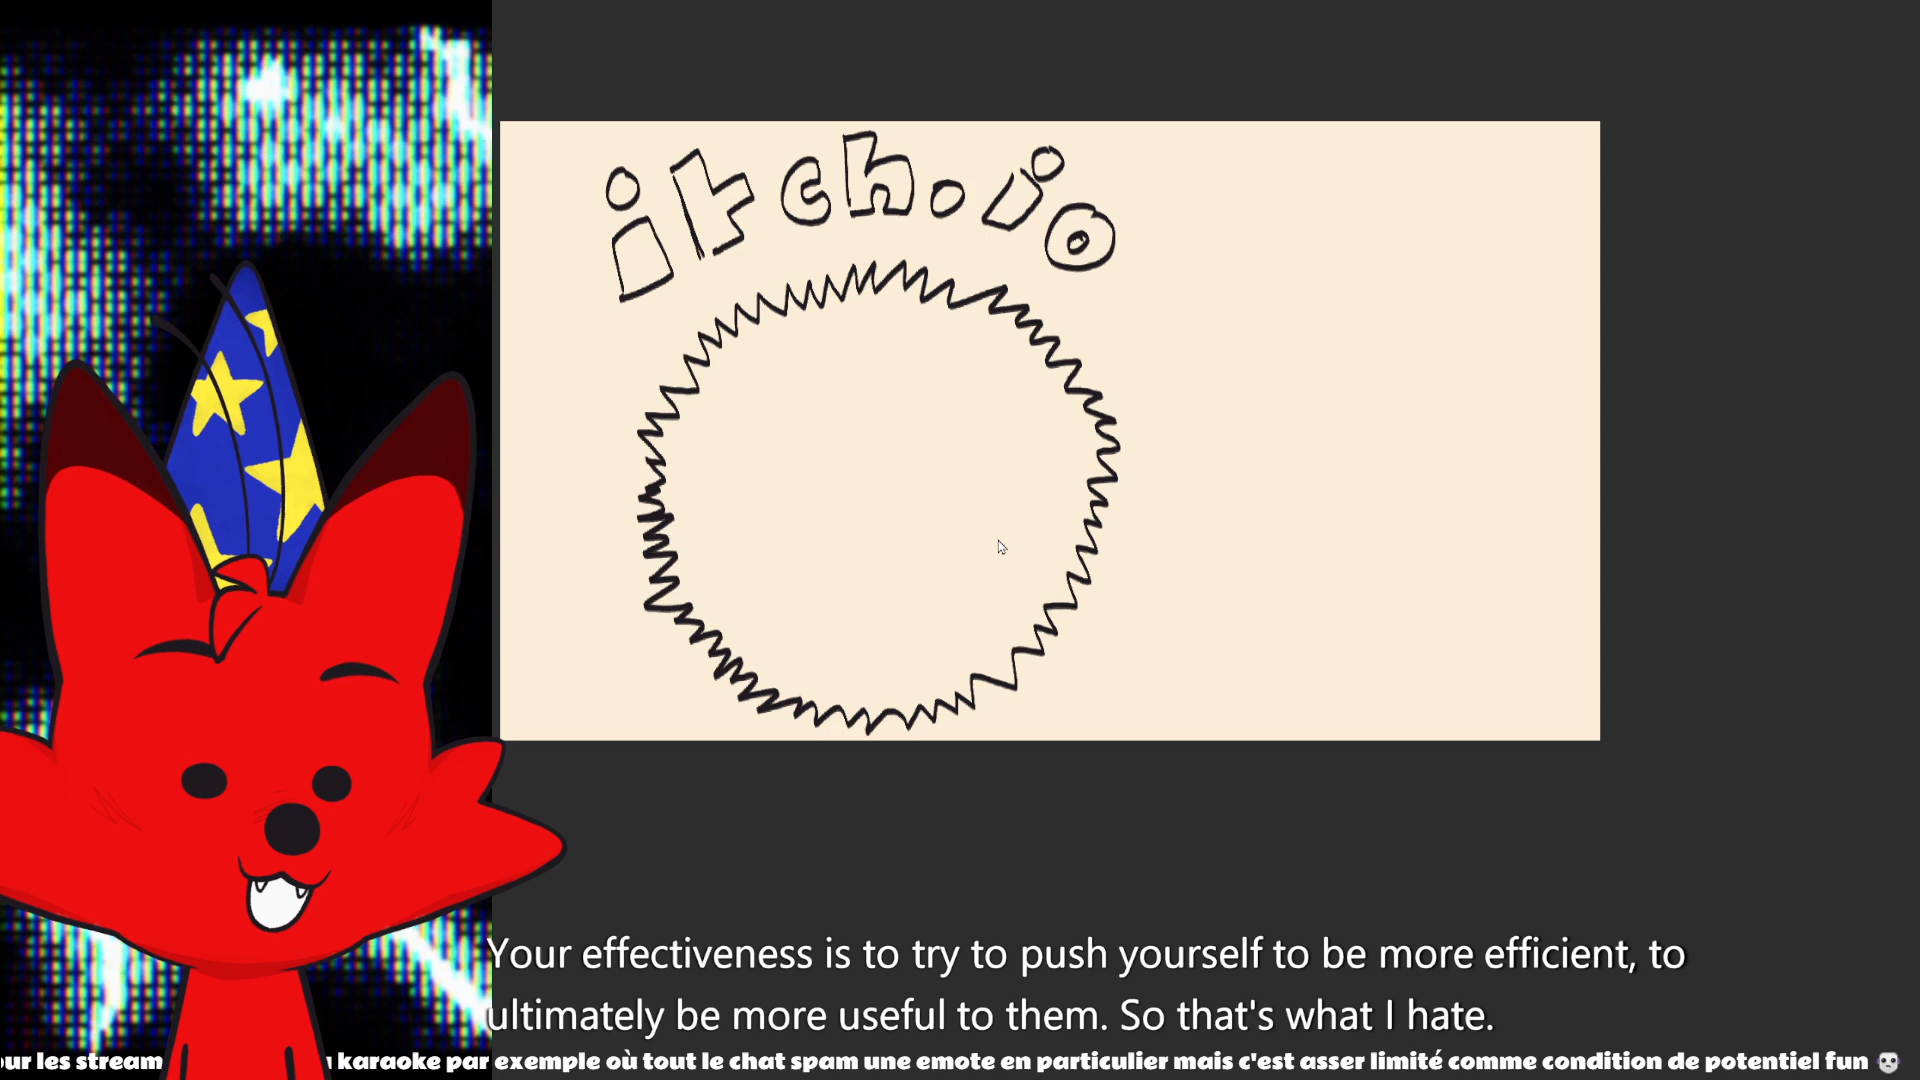 itch.io
Your effectiveness is to try to push yourself to be more efficient, to
ultimately be more useful to them. So that's what I hate.
our les stream karaoke par exemple où tout le chat spam une emote en particulier mais c'est asser limité comme condition de potentiel fun